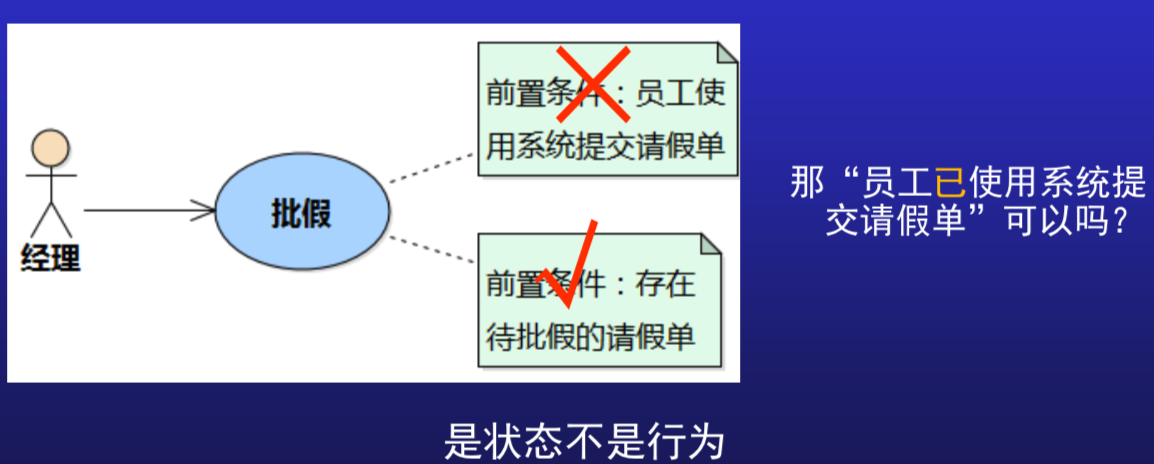 前置条件：员工使
用系统提交请假单
批假
经理
前置条件：存在
待批假的请假单
那“员工已使用系统提
交请假单”可以吗？
是状态不是行为